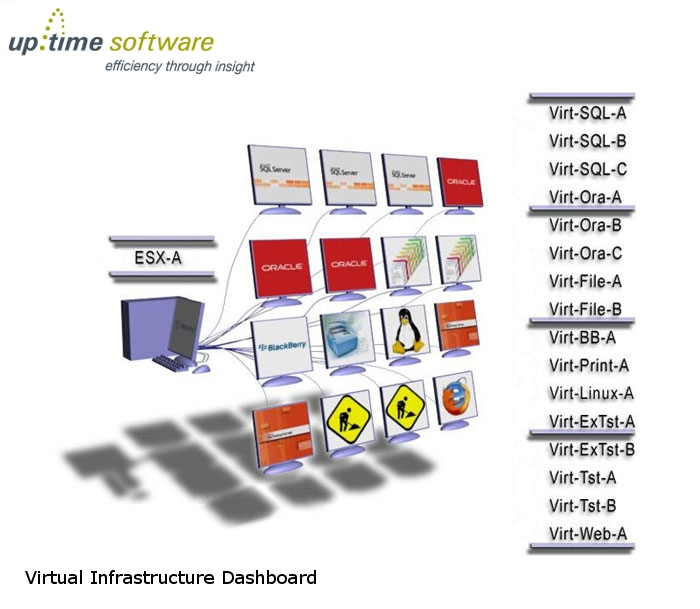 up:time software
efficiency through insight
ESX-A
SQL Server
SQL Server
SQL Server
ORACLE
ORACLE
ORACLE
BlackBerry
Virt-SQL-A
Virt-SQL-B
Virt-SQL-C
Virt-Ora-A
Virt-Ora-B
Virt-Ora-C
Virt-File-A
Virt-File-B
Virt-BB-A
Virt-Print-A
Virt-Linux-A
Virt-ExTst-A
Virt-ExTst-B
Virt-Tst-A
Virt-Tst-B
Virt-Web-A
Virtual Infrastructure Dashboard